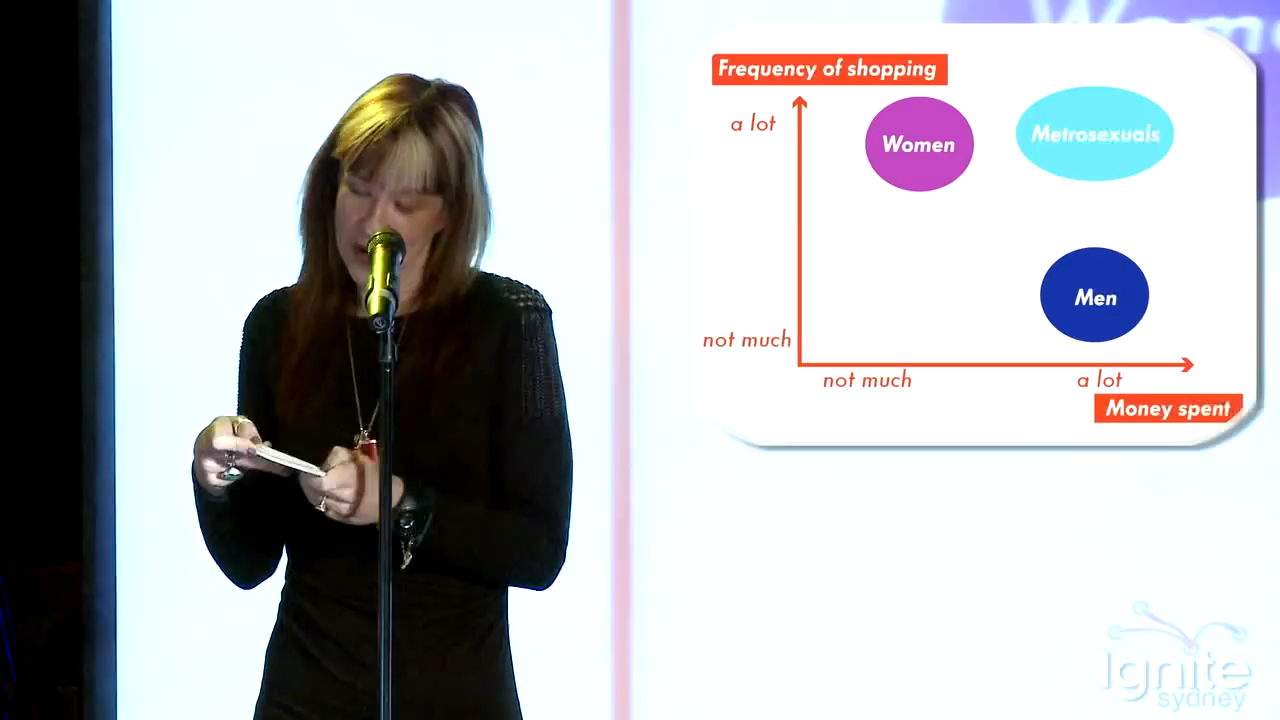 Frequency of shopping
a lot
Women
Metrosexuals
Men
not much
not much
a lot
Money spent
Ignite
sydney